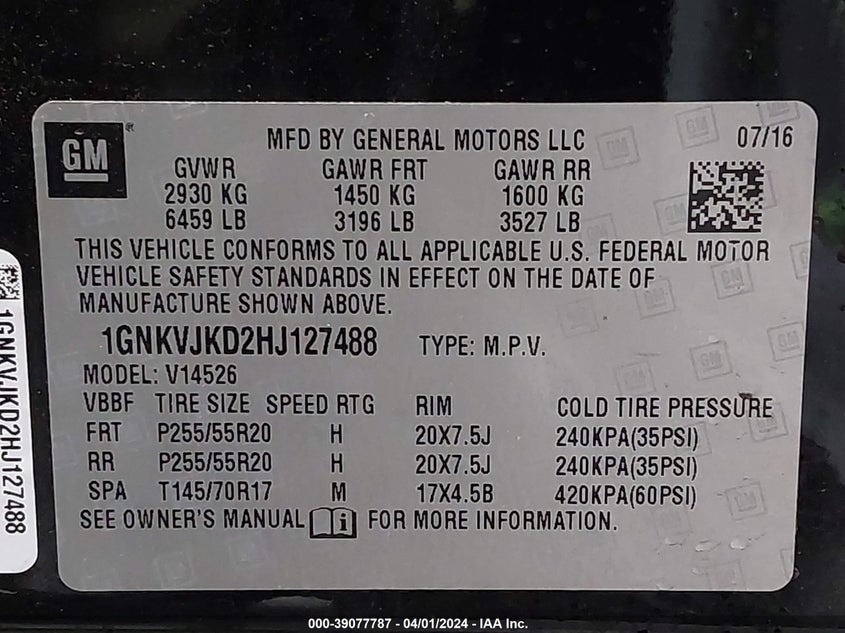 GM
MFD BY GENERAL MOTORS LLC 07/16
GVWR GAWR FRT GAWR RR
2930 KG 1450 KG 1600 KG
6459 LB 3196 LB 3527 LB
THIS VEHICLE CONFORMS TO ALL APPLICABLE U.S. FEDERAL MOTOR
VEHICLE SAFETY STANDARDS IN EFFECT ON THE DATE OF
MANUFACTURE SHOWN ABOVE.
1GNKVJKD2HJ127488 TYPE: M.P.V.
MODEL: V14526
VBBF TIRE SIZE SPEED RTG RIM COLD TIRE PRESSURE
FRT P255/55R20 H 20X7.5J 240KPA(35PSI)
RR P255/55R20 H 20X7.5J 240KPA(35PSI)
SPA T145/70R17 M 17X4.5B 420KPA(60PSI)
SEE OWNER'S MANUAL i FOR MORE INFORMATION.
1GNKVJKD2HJ127488
000-39077787 - 04/01/2024 - IAA Inc.